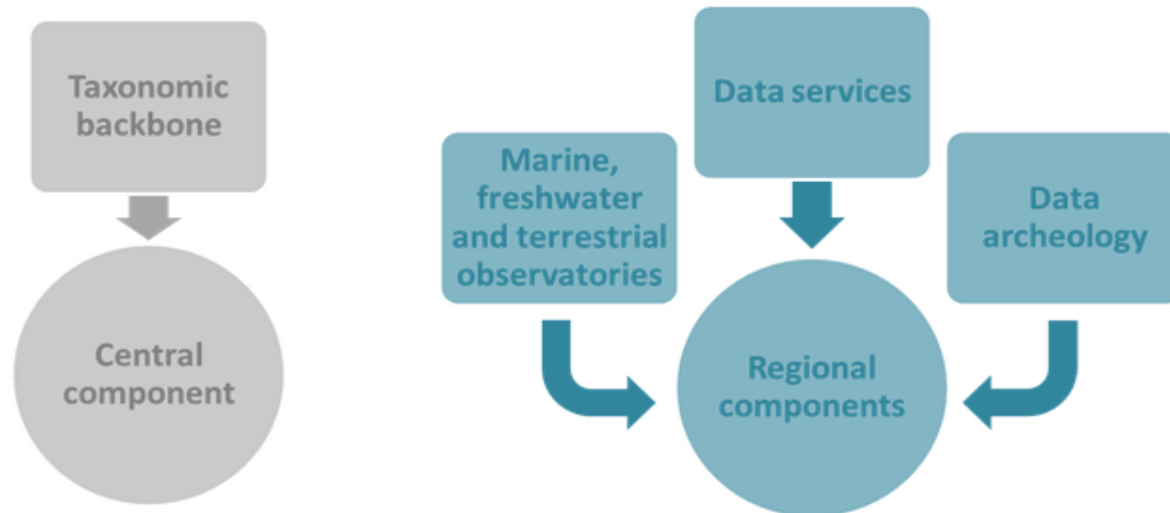 Taxonomic
backbone
Central
component
Data services
Marine,
freshwater
and terrestrial
observatories
Data
archeology
Regional
components